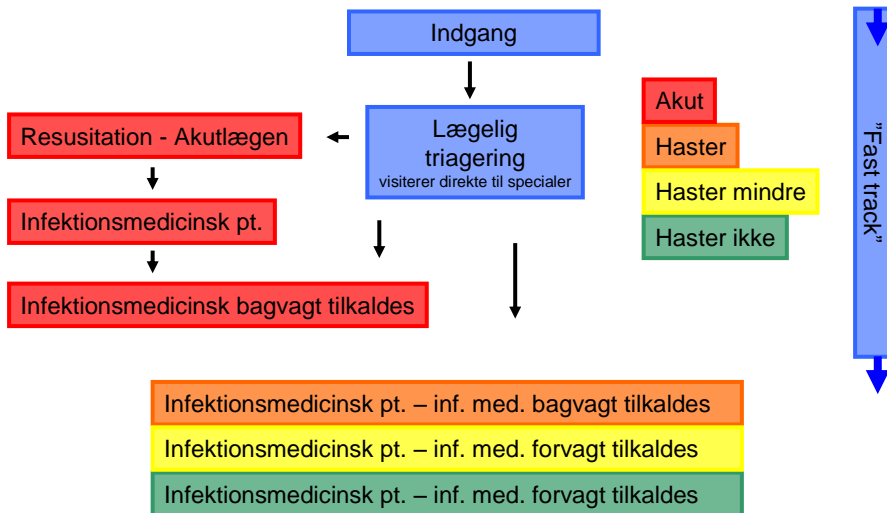 Indgang
Lægelig
triagering
visiterer direkte til specialer
Resusitation - Akutlægen
Infektionsmedicinsk pt.
Infektionsmedicinsk bagvagt tilkaldes
Akut
Haster
Haster mindre
Haster ikke
”Fast track”
Infektionsmedicinsk pt. – inf. med. bagvagt tilkaldes
Infektionsmedicinsk pt. – inf. med. forvagt tilkaldes
Infektionsmedicinsk pt. – inf. med. forvagt tilkaldes